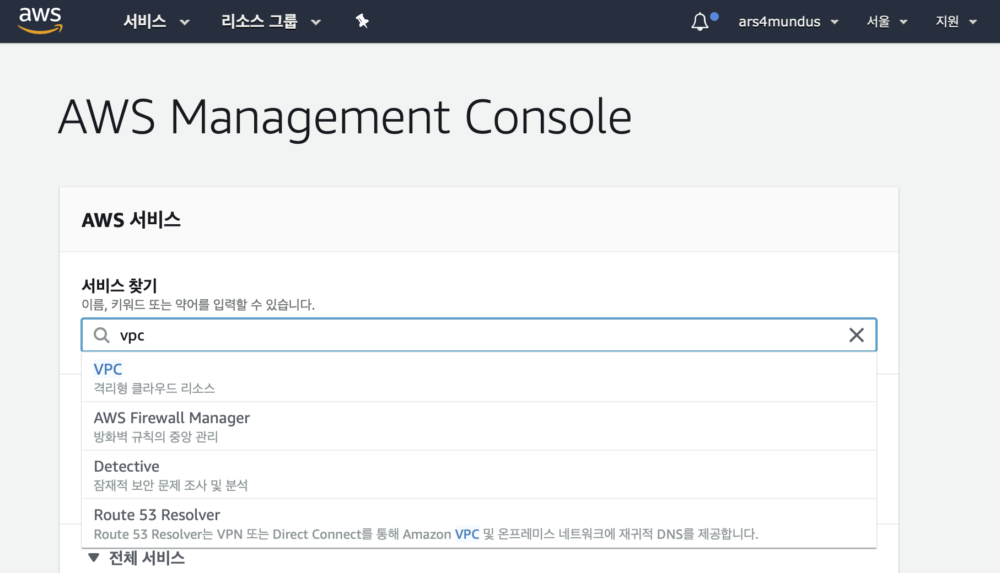 aws 서비스 리소스 그룹 ars4mundus 서울 지원
AWS Management Console
AWS 서비스
서비스 찾기
이름, 키워드 또는 약어를 입력할 수 있습니다.
vpc
VPC
격리형 클라우드 리소스
AWS Firewall Manager
방화벽 규칙의 중앙 관리
Detective
잠재적 보안 문제 조사 및 분석
Route 53 Resolver
Route 53 Resolver는 VPN 또는 Direct Connect를 통해 Amazon VPC 및 온프레미스 네트워크에 재귀적 DNS를 제공합니다.
전체 서비스